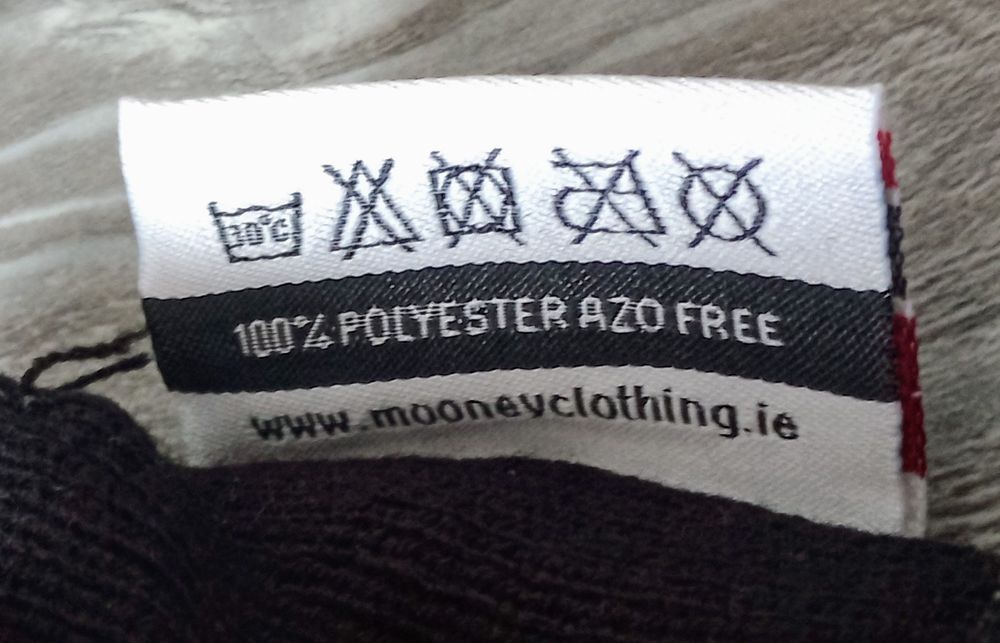 30°C
100% POLYESTER AZO FREE
www.mooneyclothing.ie